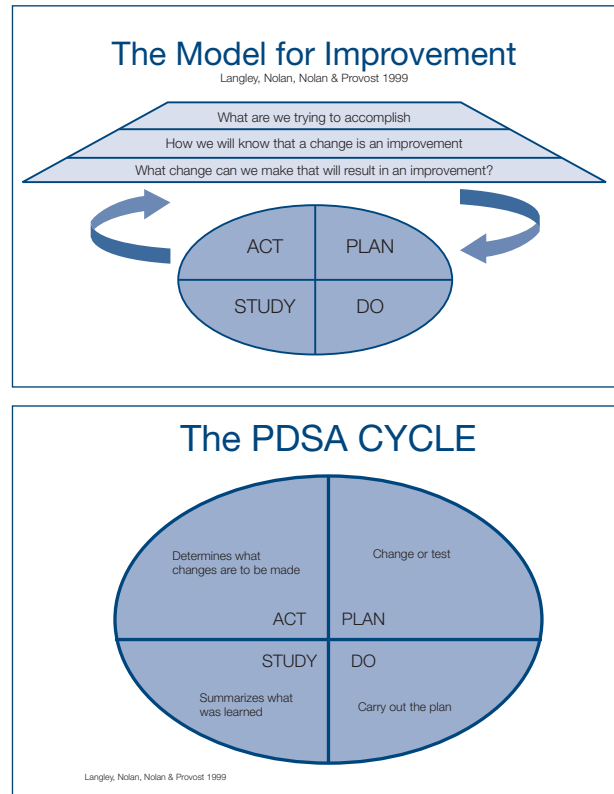 The Model for Improvement
Langley, Nolan, Nolan & Provost 1999
What are we trying to accomplish
How we will know that a change is an improvement
What change can we make that will result in an improvement?
ACT
PLAN
STUDY
DO
The PDSA CYCLE
Determines what
changes are to be made
Change or test
ACT
PLAN
STUDY
DO
Summarizes what
was learned
Carry out the plan
Langley, Nolan, Nolan & Provost 1999